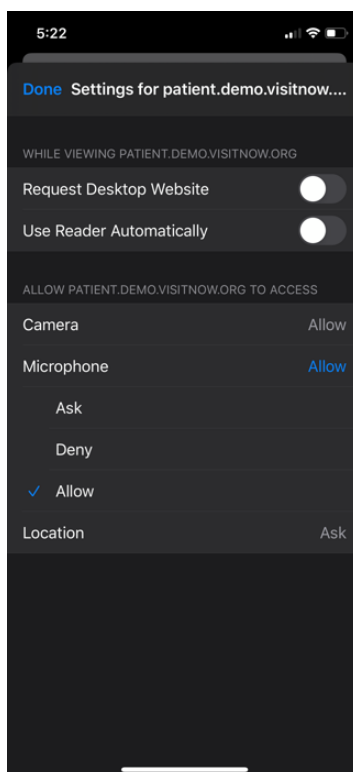 5:22
Done Settings for patient.demo.visitnow....
WHILE VIEWING PATIENT.DEMO.VISITNOW.ORG
Request Desktop Website
Use Reader Automatically
ALLOW PATIENT.DEMO.VISITNOW.ORG TO ACCESS
Camera Allow
Microphone Allow
Ask
Deny
Allow
Location Ask